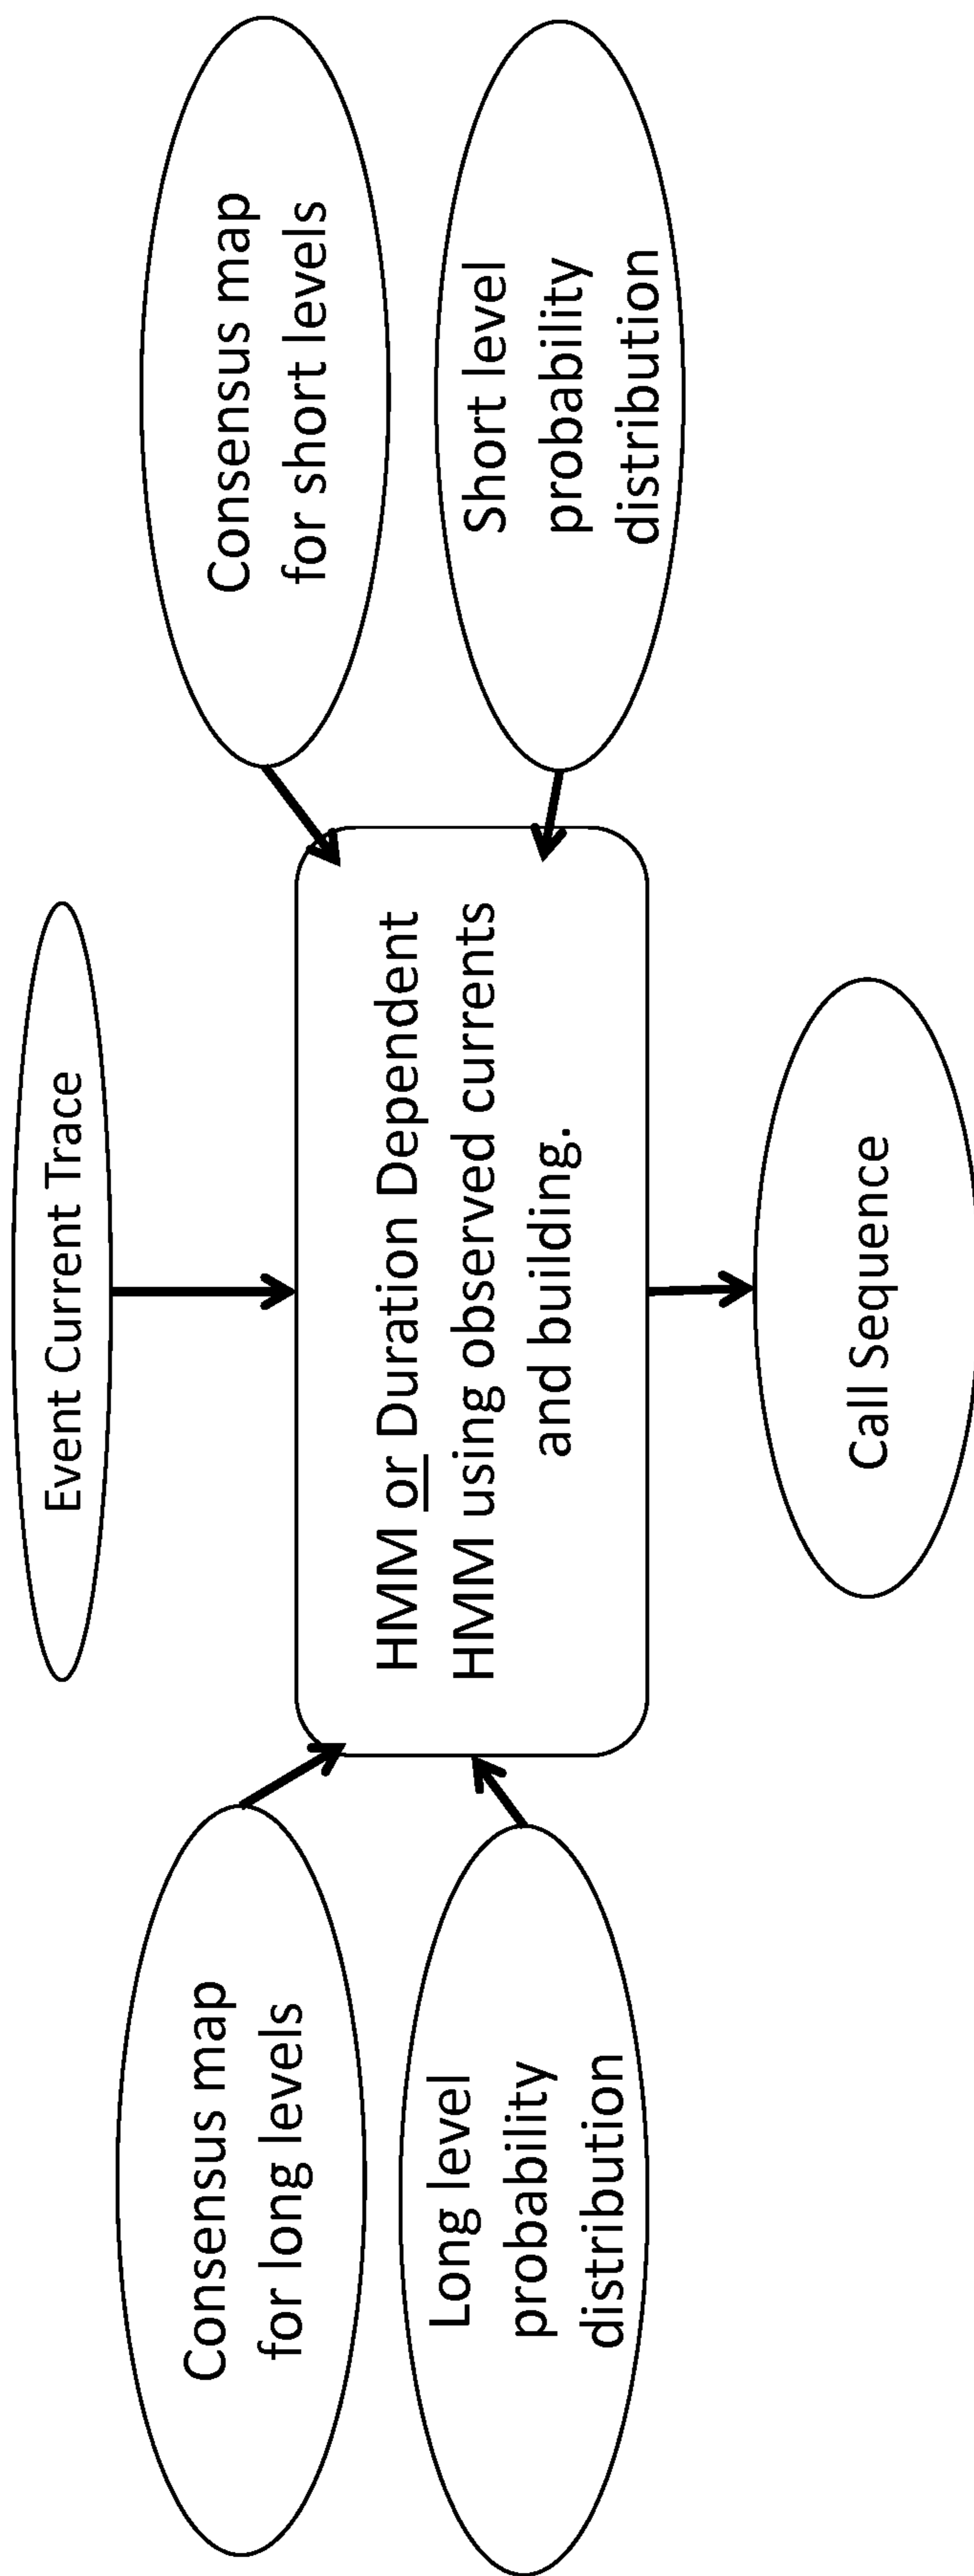 Event Current Trace
Consensus map
for long levels
Consensus map
for short levels
HMM or Duration Dependent
HMM using observed currents
and building.
Long level
probability
distribution
Short level
probability
distribution
Call Sequence